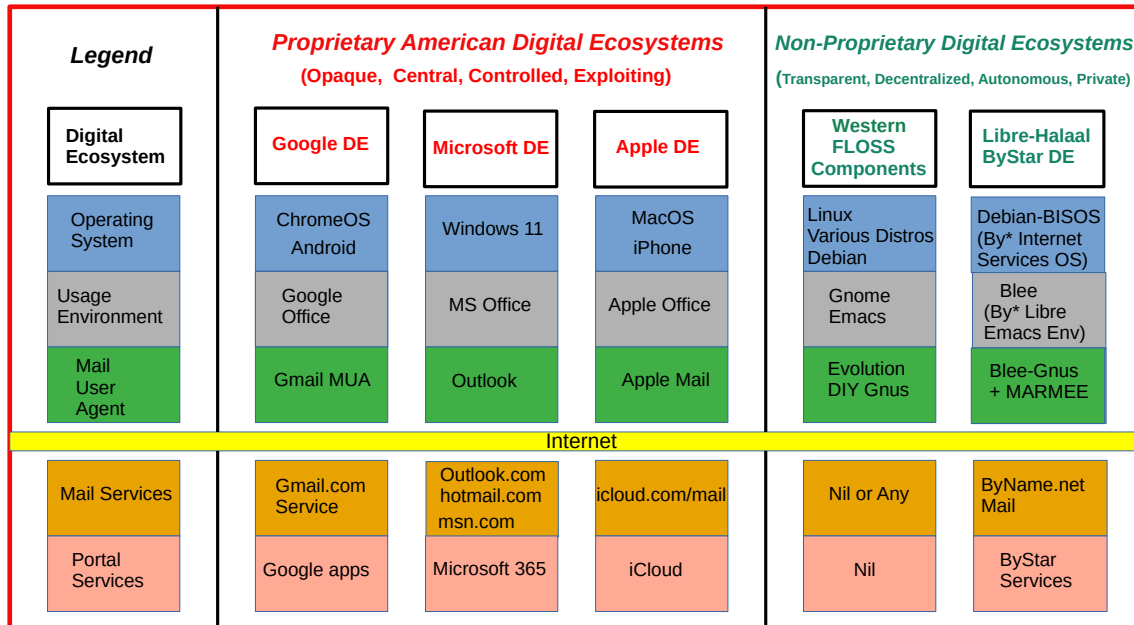 Legend
Proprietary American Digital Ecosystems
(Opaque, Central, Controlled, Exploiting)
Non-Proprietary Digital Ecosystems
(Transparent, Decentralized, Autonomous, Private)
Digital
Ecosystem
Google DE
Microsoft DE
Apple DE
Western
FLOSS
Components
Libre-Halaal
ByStar DE
Operating
System
ChromeOS
Android
Windows 11
MacOS
iPhone
Linux
Various Distros
Debian
Debian-BISOS
(By* Internet
Services OS)
Usage
Environment
Google
Office
MS Office
Apple Office
Gnome
Emacs
Blee
(By* Libre
Emacs Env)
Mail
User
Agent
Gmail MUA
Outlook
Apple Mail
Evolution
DIY Gnus
Blee-Gnus
+ MARMEE
Internet
Mail Services
Gmail.com
Service
Outlook.com
hotmail.com
msn.com
icloud.com/mail
Nil or Any
ByName.net
Mail
Portal
Services
Google apps
Microsoft 365
iCloud
Nil
ByStar
Services